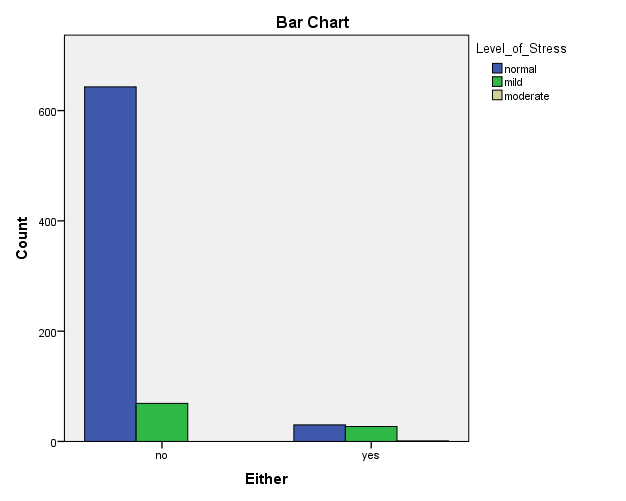 Bar Chart
Level_of_Stress
normal
mild
moderate
600
400
200
0
Count
no
yes
Either